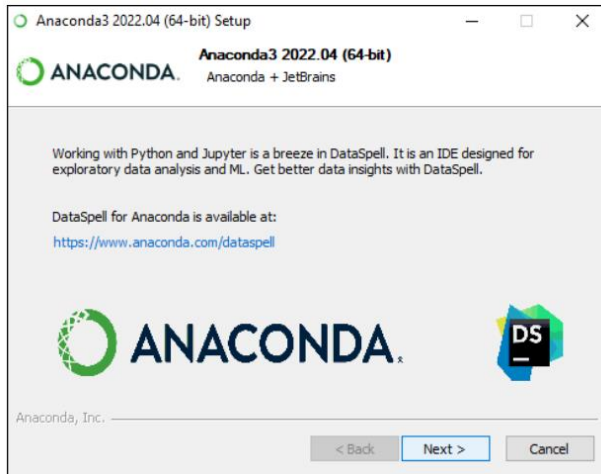 Anaconda3 2022.04 (64-bit) Setup
Anaconda3 2022.04 (64-bit)
Anaconda + JetBrains
ANACONDA.
Working with Python and Jupyter is a breeze in DataSpell. It is an IDE designed for
exploratory data analysis and ML. Get better data insights with DataSpell.
DataSpell for Anaconda is available at:
https://www.anaconda.com/dataspell
ANACONDA.
DS
Anaconda, Inc.
< Back Next > Cancel